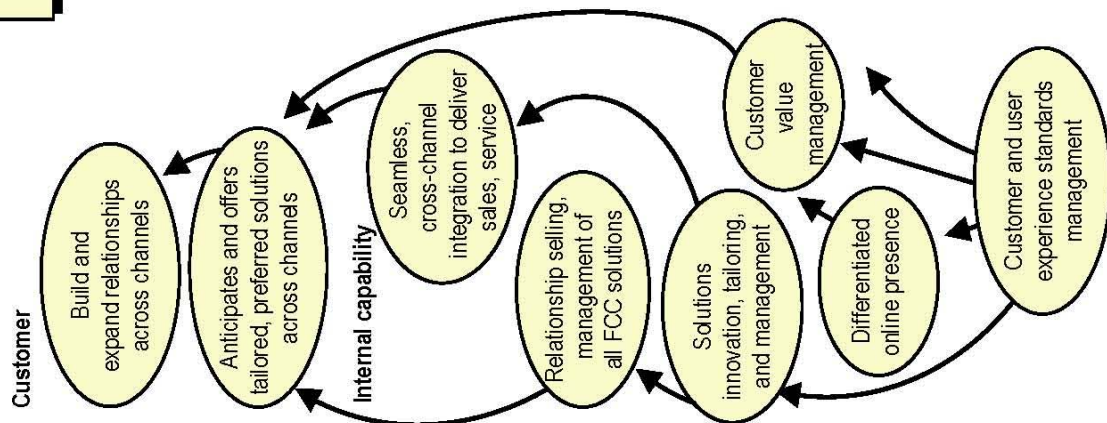 Customer
Build and
expand relationships
across channels
Anticipates and offers
tailored, preferred solutions
across channels
Internal capability
Seamless,
cross-channel
integration to deliver
sales, service
Relationship selling,
management of
all FCC solutions
Solutions
innovation, tailoring,
and management
Customer
value
management
Differentiated
online presence
Customer and user
experience standards
management